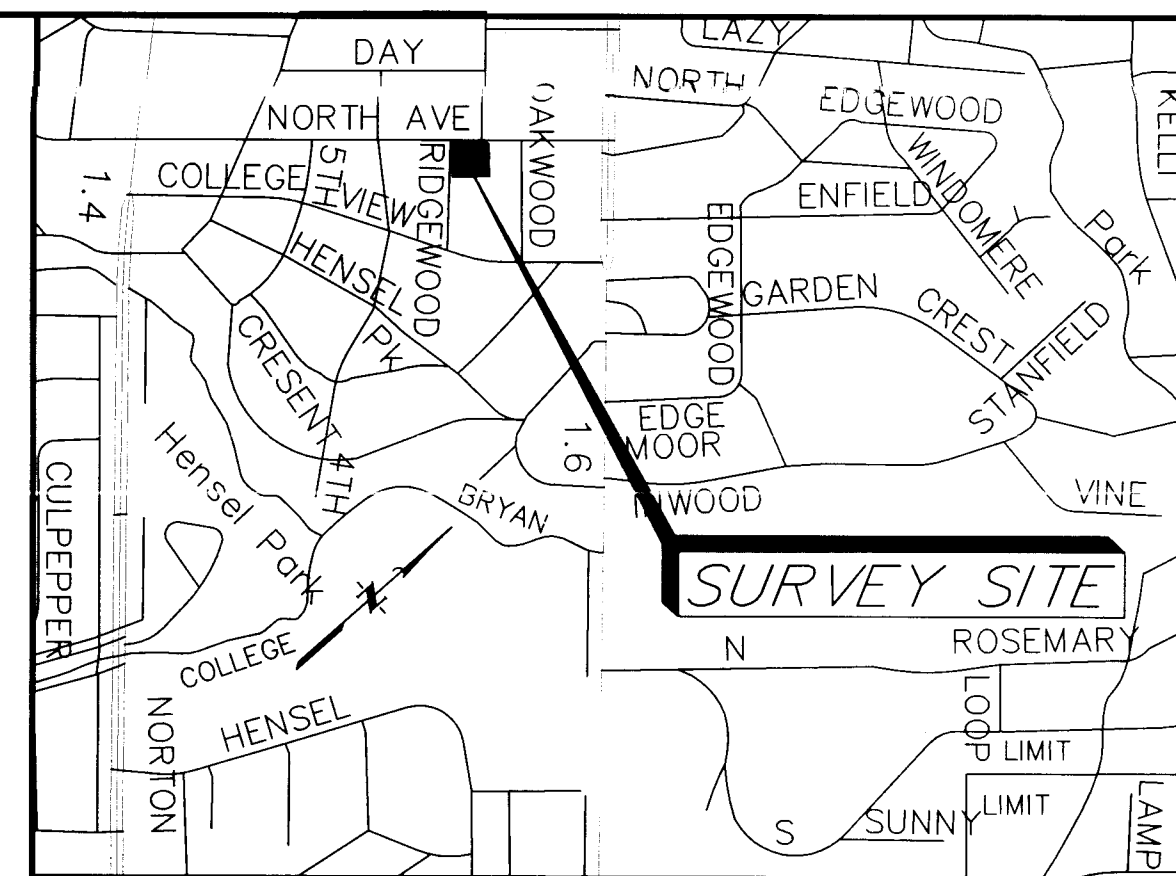 DAY
LAZY
NORTH
EDGEWOOD
KELLI
NORTH AVE
OAKWOOD
WINDOMERE
COLLEGE
VIEW
5TH
RIDGEWOOD
1.4
ENFIELD
EDGEWOOD
Park
HENSEL
PK
GARDEN
CREST
STANFIELD
CRESENT
4TH
EDGE
MOOR
1.6
Hensel Park
CULPEPPER
BRYAN
INWOOD
VINE
N
SURVEY SITE
COLLEGE
N
ROSEMARY
LOOP
NORTON
HENSEL
LIMIT
LIMIT
S
SUNNY
LAMP